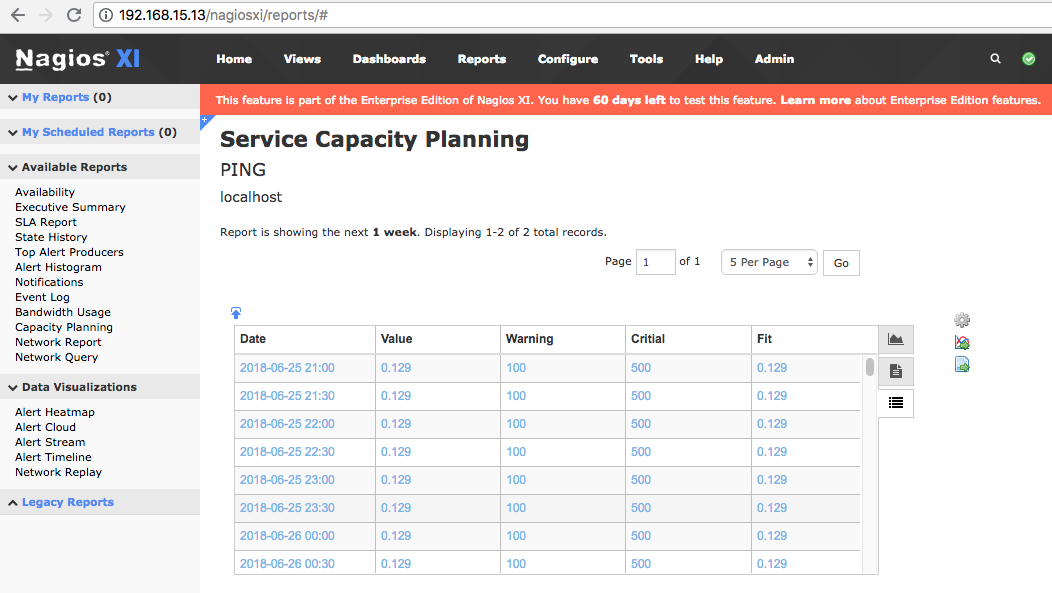 192.168.15.13/nagiosxi/reports/#
Nagios® XI
Home Views Dashboards Reports Configure Tools Help Admin
My Reports (0)
My Scheduled Reports (0)
Available Reports
Availability
Executive Summary
SLA Report
State History
Top Alert Producers
Alert Histogram
Notifications
Event Log
Bandwidth Usage
Capacity Planning
Network Report
Network Query
Data Visualizations
Alert Heatmap
Alert Cloud
Alert Stream
Alert Timeline
Network Replay
Legacy Reports
This feature is part of the Enterprise Edition of Nagios XI. You have 60 days left to test this feature. Learn more about Enterprise Edition features.
Service Capacity Planning
PING
localhost
Report is showing the next 1 week. Displaying 1-2 of 2 total records.
Page 1 of 1 5 Per Page Go
Date Value Warning Critial Fit
2018-06-25 21:00 0.129 100 500 0.129
2018-06-25 21:30 0.129 100 500 0.129
2018-06-25 22:00 0.129 100 500 0.129
2018-06-25 22:30 0.129 100 500 0.129
2018-06-25 23:00 0.129 100 500 0.129
2018-06-25 23:30 0.129 100 500 0.129
2018-06-26 00:00 0.129 100 500 0.129
2018-06-26 00:30 0.129 100 500 0.129